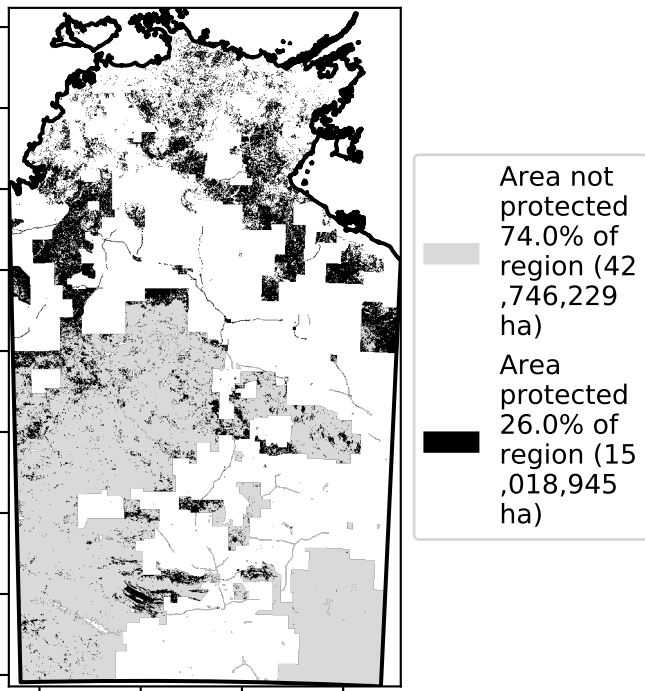 Area not
protected
74.0% of
region (42
,746,229
ha)
Area
protected
26.0% of
region (15
,018,945
ha)